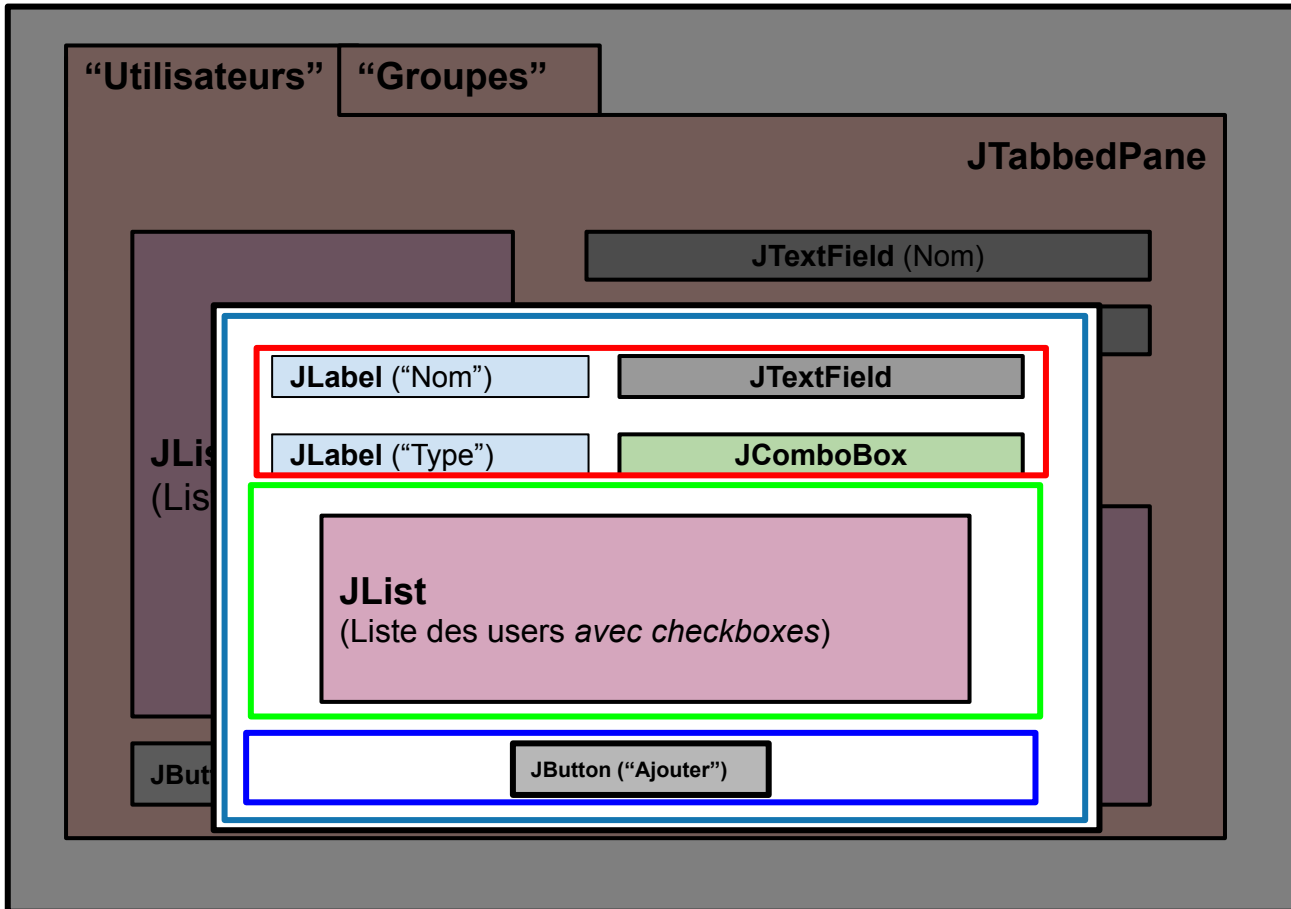 “Utilisateurs” “Groupes”
JTabbedPane
JTextField (Nom)
JLabel (“Nom”) JTextField
JLabel (“Type”) JComboBox
JList
(Liste des users avec checkboxes)
JButton (“Ajouter”)